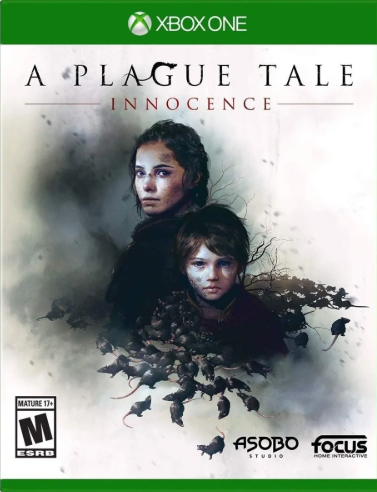 XBOX ONE
A PLAGUE TALE
INNOCENCE
MATURE 17+
M
ESRB
ASOBO
STUDIO
FOCUS
HOME INTERACTIVE